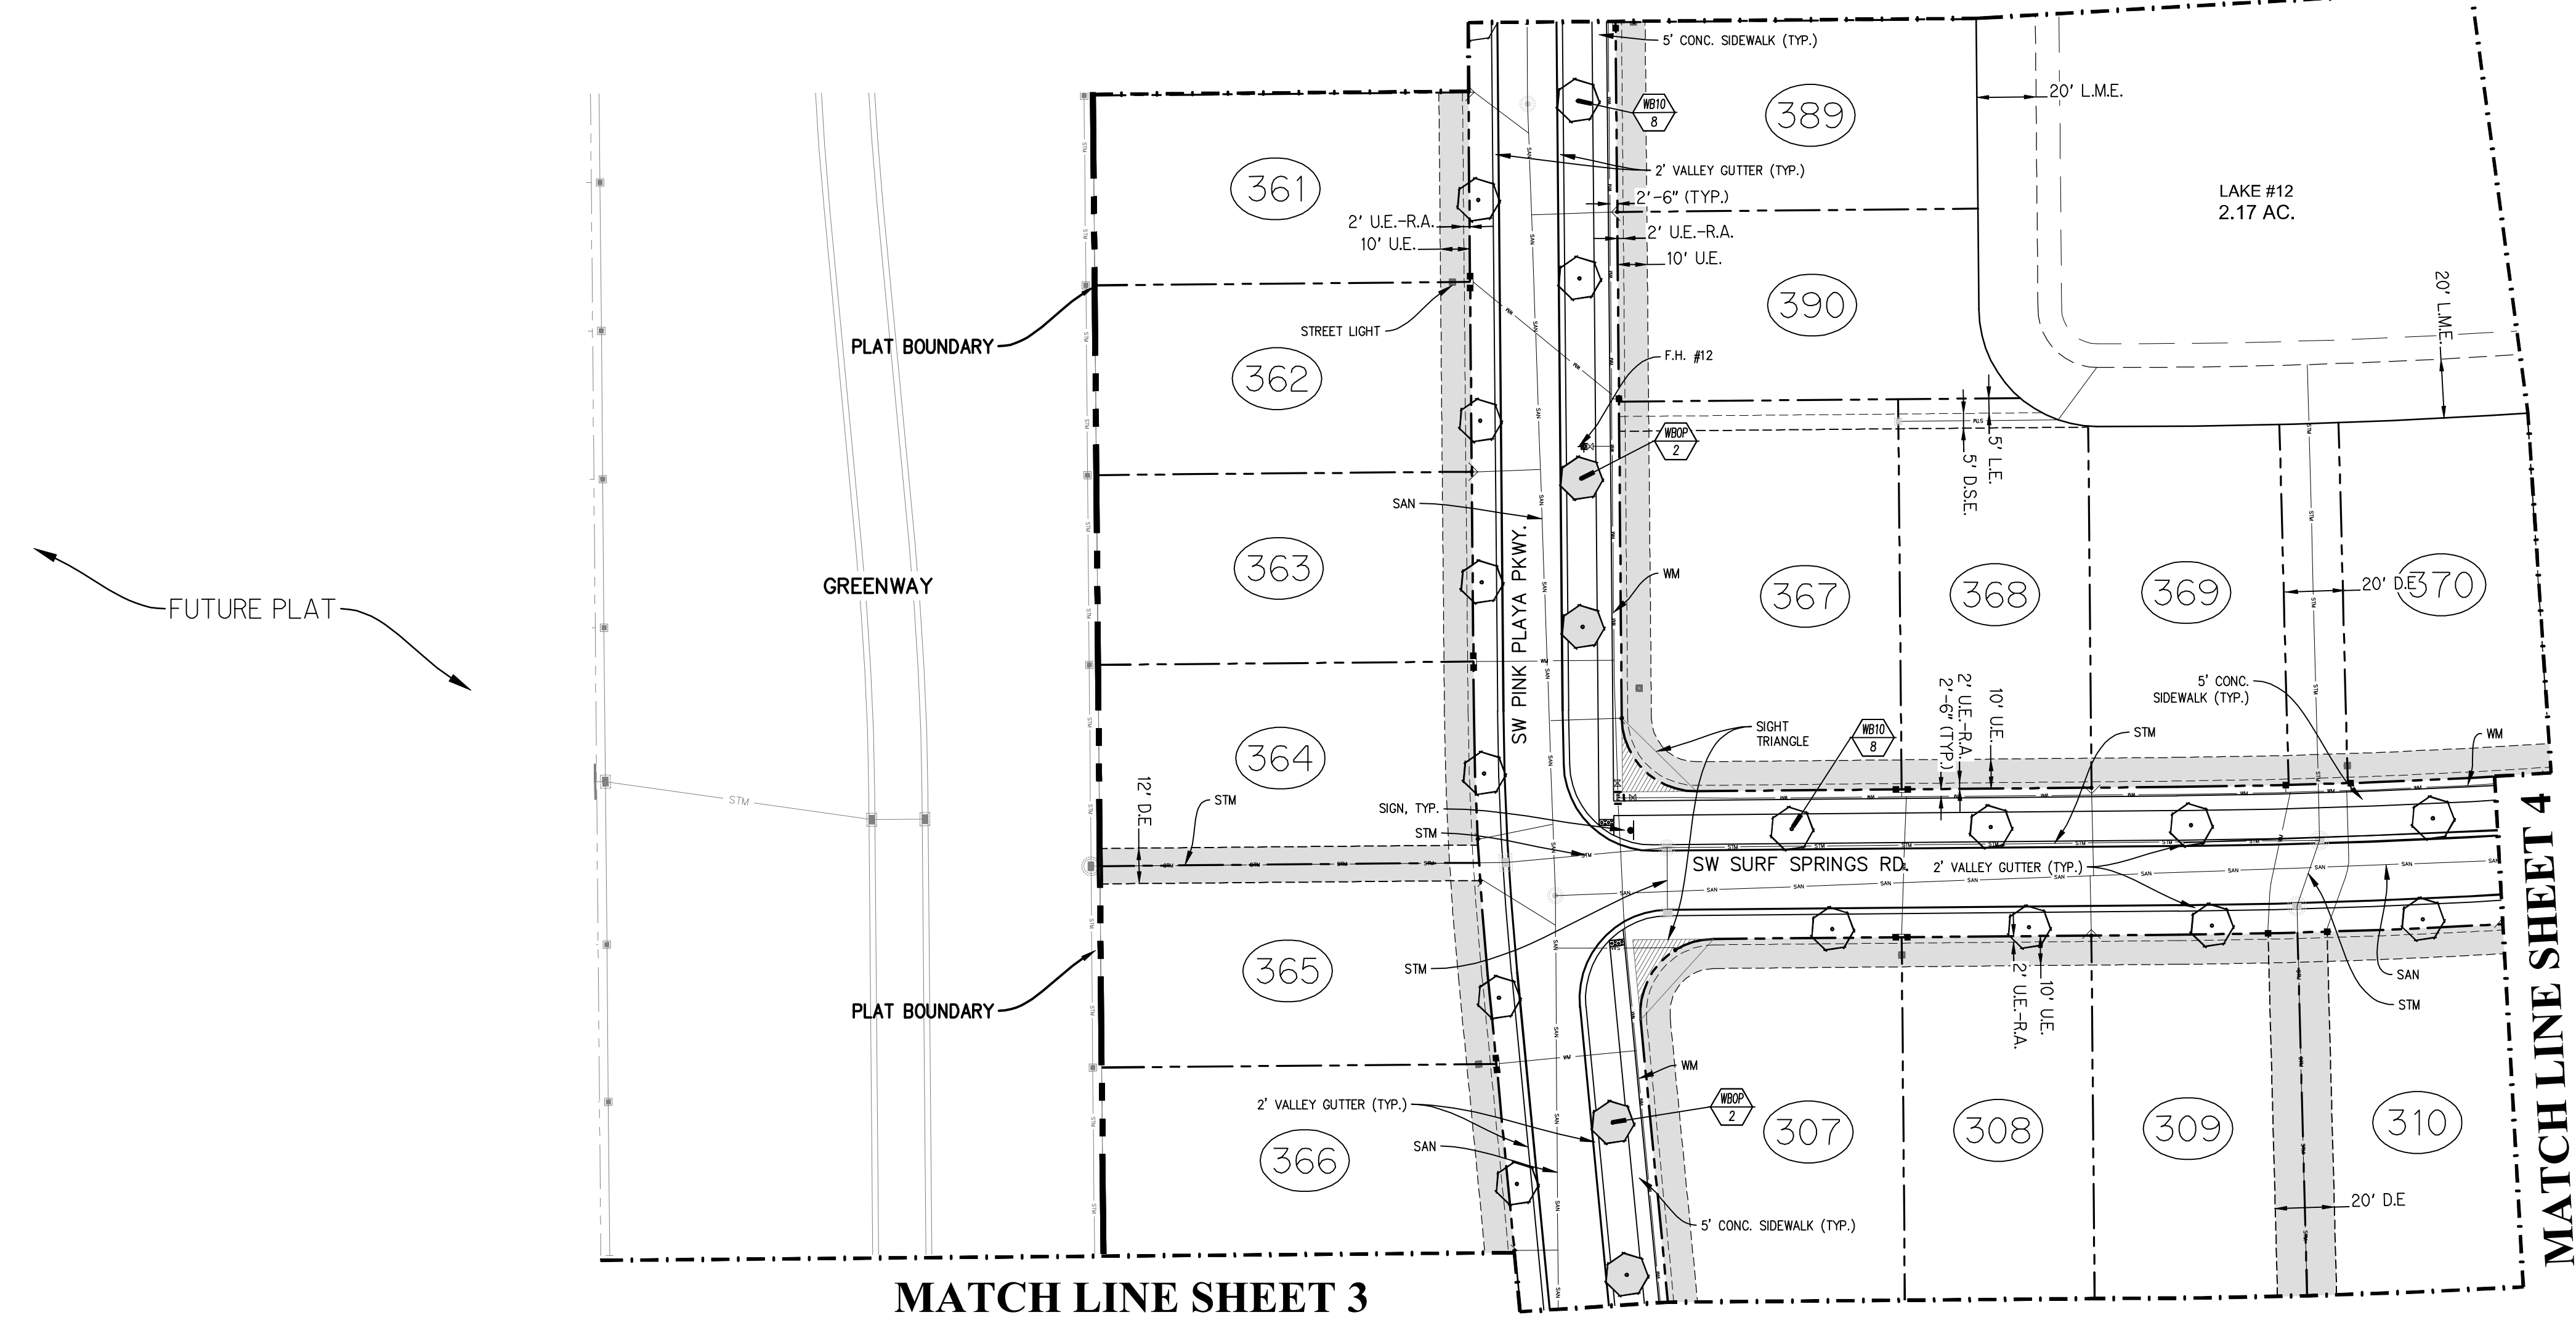 5' CONC. SIDEWALK (TYP.)
389
20' L.M.E.
WB10
8
361
2' VALLEY GUTTER (TYP.)
2'-6" (TYP.)
LAKE #12
2.17 AC.
2' U.E.-R.A.
10' U.E.
2' U.E.-R.A.
10' U.E.
390
20' L.M.E.
STREET LIGHT
PLAT BOUNDARY
F.H. #12
362
WBOP
2
5' L.E.
5' D.S.E.
SAN
SW PINK PLAYA PKWY.
363
GREENWAY
FUTURE PLAT
WM
367
368
369
20' D.E
370
364
2'-6" (TYP.)
2' U.E.-R.A.
10' U.E.
5' CONC.
SIDEWALK (TYP.)
SIGHT
TRIANGLE
WB10
8
STM
WM
12' D.E
STM
STM
SIGN, TYP.
STM
SW SURF SPRINGS RD.
2' VALLEY GUTTER (TYP.)
365
STM
SAN
STM
2' U.E.-R.A.
10' U.E.
PLAT BOUNDARY
WM
2' VALLEY GUTTER (TYP.)
WBOP
2
SAN
366
307
308
309
310
20' D.E
5' CONC. SIDEWALK (TYP.)
MATCH LINE SHEET 3
MATCH LINE SHEET 4